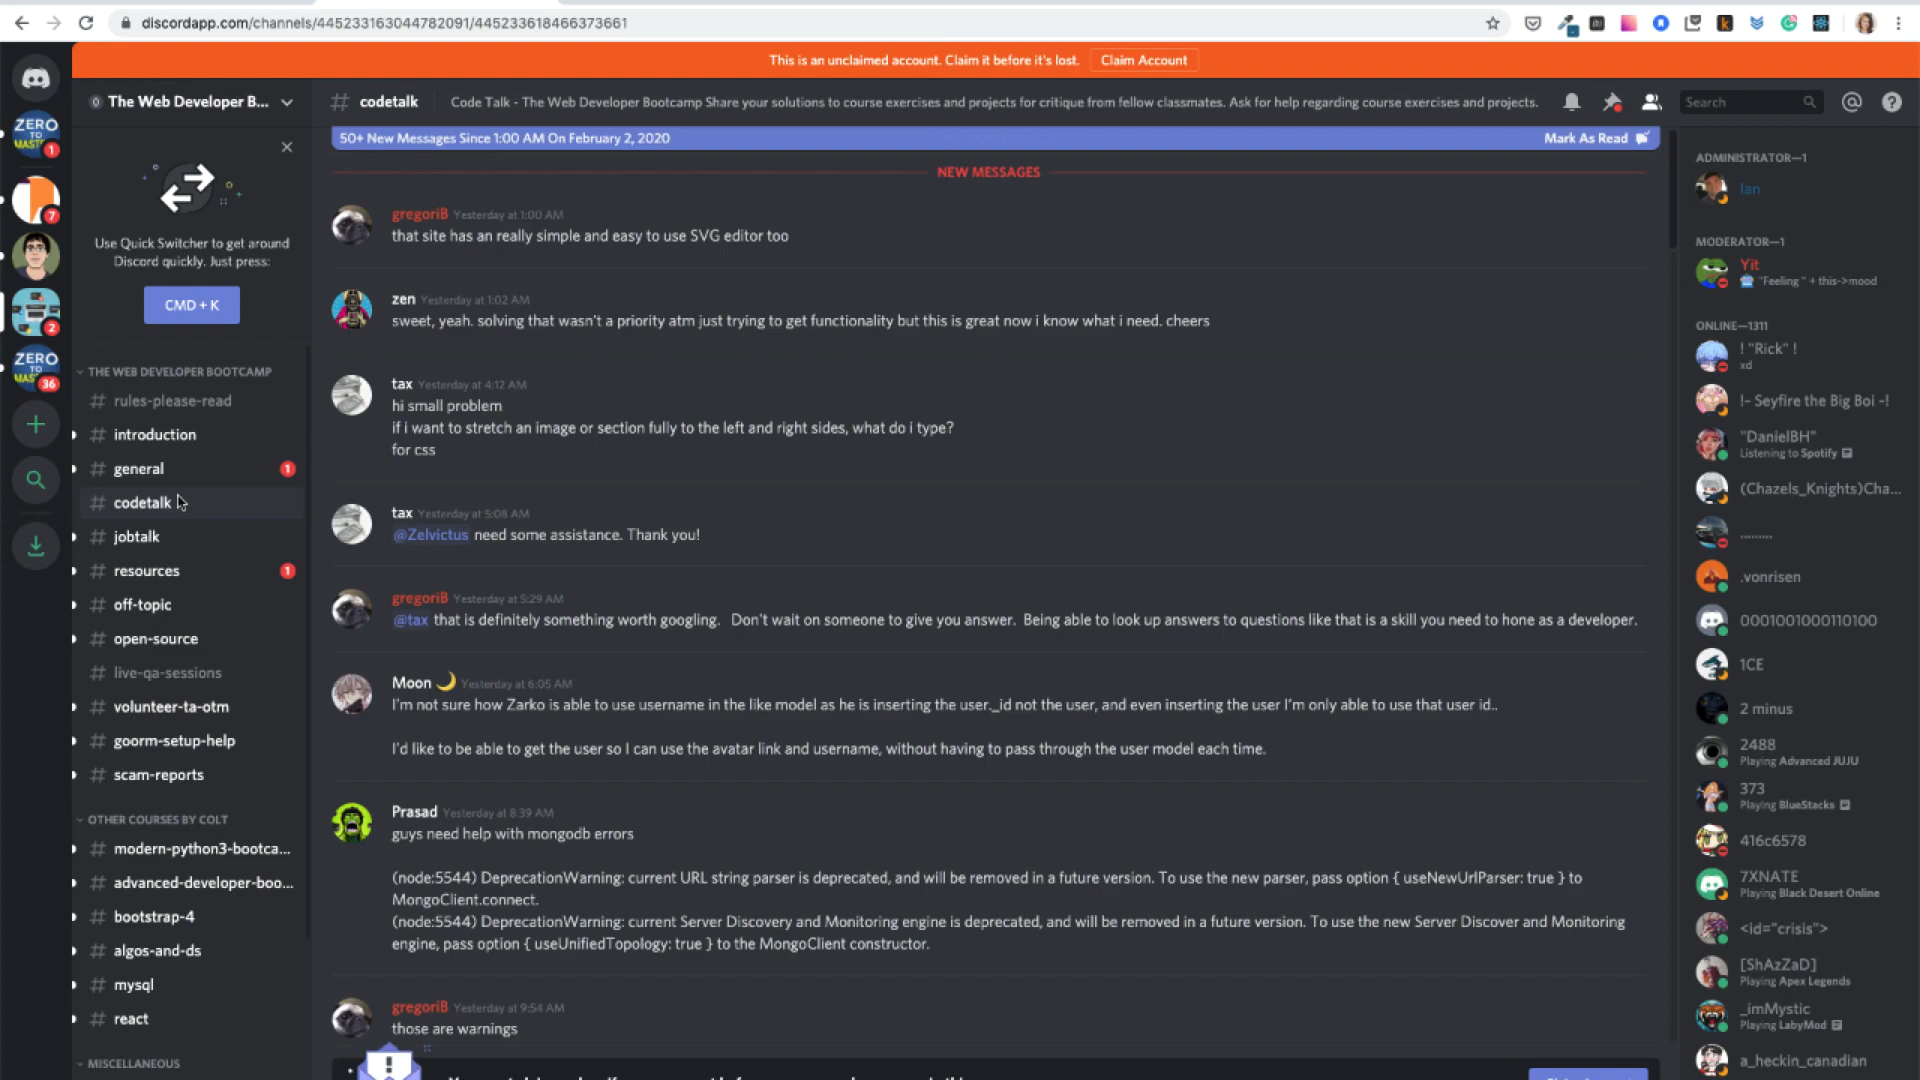 discordapp.com/channels/445233163044782091/445233618466373661
This is an unclaimed account. Claim it before it's lost.
Claim Account
The Web Developer B...
# codetalk
Code Talk - The Web Developer Bootcamp Share your solutions to course exercises and projects for critique from fellow classmates. Ask for help regarding course exercises and projects.
Search
50+ New Messages Since 1:00 AM On February 2, 2020
Mark As Read
ZERO
TO
1
7
2
ZERO
TO
36
Use Quick Switcher to get around
Discord quickly. Just press:
CMD + K
THE WEB DEVELOPER BOOTCAMP
# rules-please-read
# introduction
# general
1
# codetalk
# jobtalk
# resources
1
# off-topic
# open-source
# live-qa-sessions
# volunteer-ta-otm
# goorm-setup-help
# scam-reports
OTHER COURSES BY COLT
# modern-python3-bootca...
# advanced-developer-boo...
# bootstrap-4
# algos-and-ds
# mysql
# react
MISCELLANEOUS
NEW MESSAGES
gregoriB Yesterday at 1:00 AM
that site has an really simple and easy to use SVG editor too
zen Yesterday at 1:02 AM
sweet, yeah. solving that wasn't a priority atm just trying to get functionality but this is great now i know what i need. cheers
tax Yesterday at 4:12 AM
hi small problem
if i want to stretch an image or section fully to the left and right sides, what do i type?
for css
tax Yesterday at 5:08 AM
@Zelvictus need some assistance. Thank you!
gregoriB Yesterday at 5:29 AM
@tax that is definitely something worth googling. Don't wait on someone to give you answer. Being able to look up answers to questions like that is a skill you need to hone as a developer.
Moon 🌙 Yesterday at 6:05 AM
I'm not sure how Zarko is able to use username in the like model as he is inserting the user._id not the user, and even inserting the user I'm only able to use that user id..
I'd like to be able to get the user so I can use the avatar link and username, without having to pass through the user model each time.
Prasad Yesterday at 8:39 AM
guys need help with mongodb errors
(node:5544) DeprecationWarning: current URL string parser is deprecated, and will be removed in a future version. To use the new parser, pass option { useNewUrlParser: true } to
MongoClient.connect.
(node:5544) DeprecationWarning: current Server Discovery and Monitoring engine is deprecated, and will be removed in a future version. To use the new Server Discover and Monitoring
engine, pass option { useUnifiedTopology: true } to the MongoClient constructor.
gregoriB Yesterday at 9:54 AM
those are warnings
ADMINISTRATOR—1
Ian
MODERATOR—1
Yit
"Feeling " + this->mood
ONLINE—1311
! "Rick" !
xd
!- Seyfire the Big Boi -!
"DanielBH"
Listening to Spotify
(Chazels_Knights)Cha...
.........
.vonrisen
0001001000110100
1CE
2 minus
2488
Playing Advanced JUJU
373
Playing BlueStacks
416c6578
7XNATE
Playing Black Desert Online
<id="crisis">
[ShAzZaD]
Playing Apex Legends
_imMystic
Playing LabyMod
a_heckin_canadian